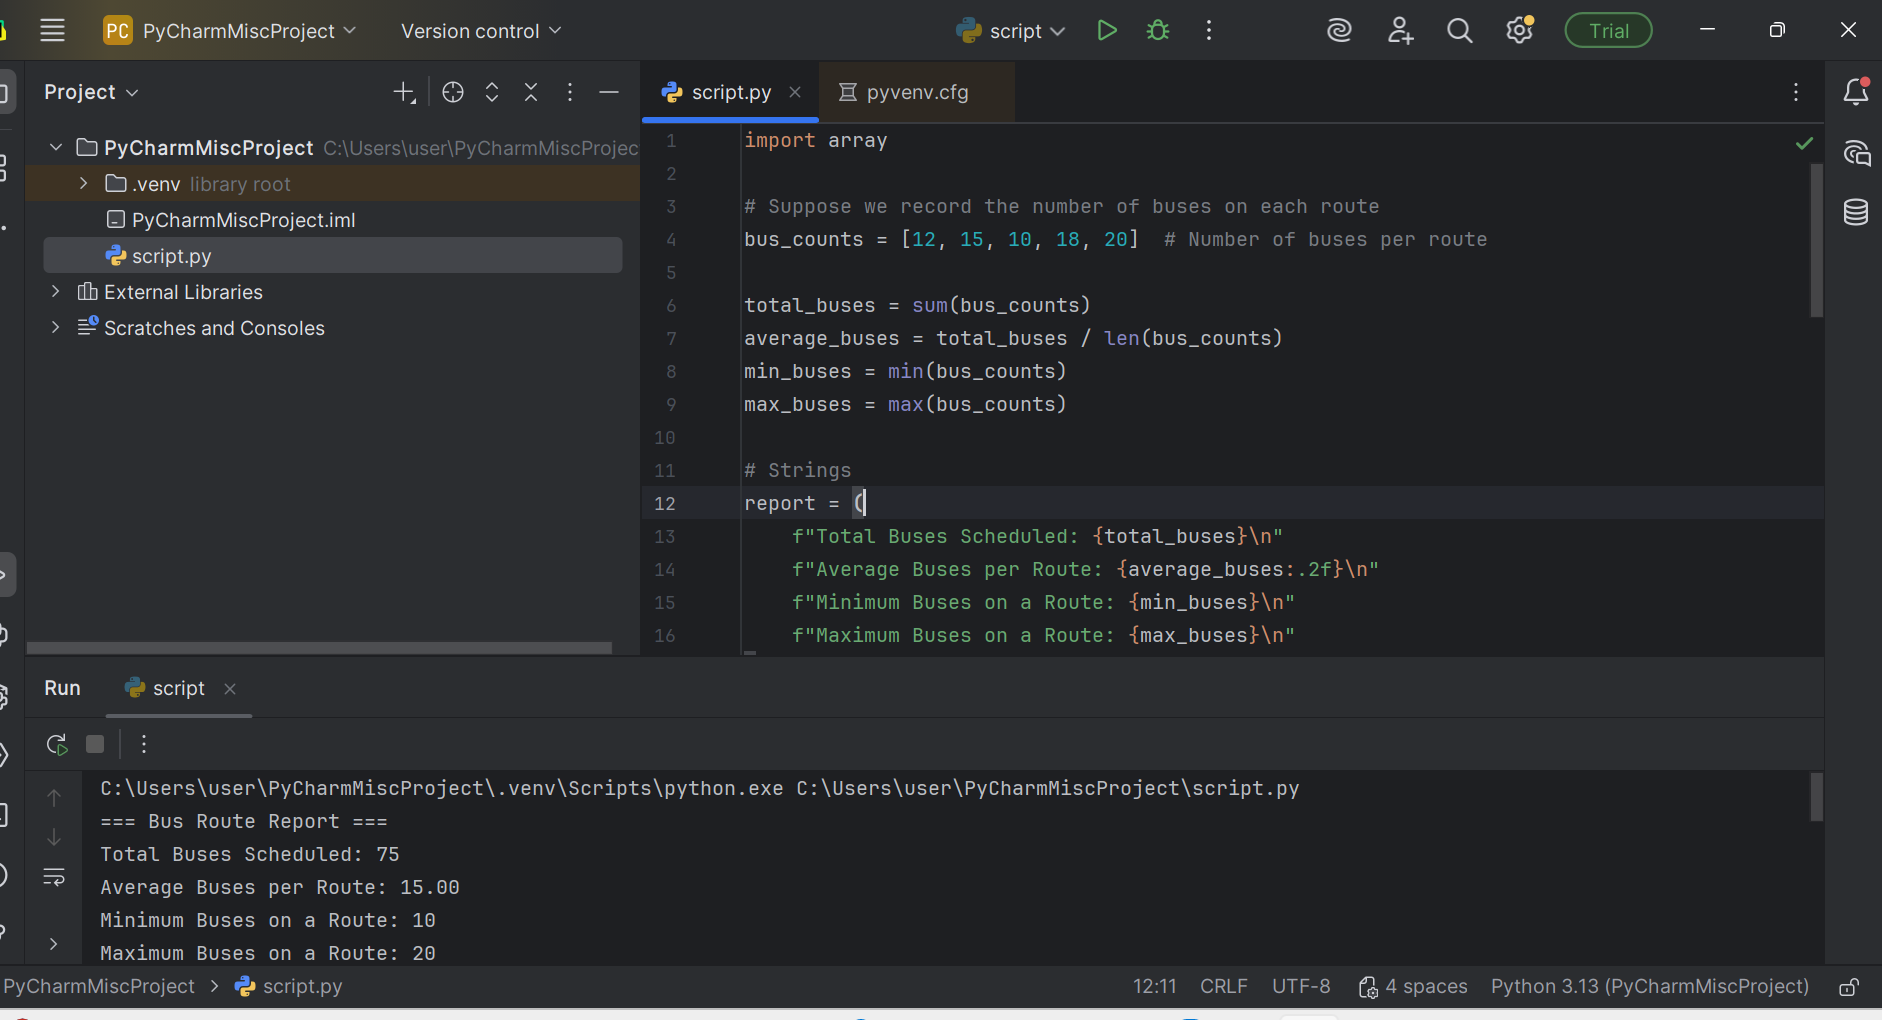 PC PyCharmMiscProject Version control script Trial
Project
PyCharmMiscProject C:\Users\user\PyCharmMiscProjec
.venv library root
PyCharmMiscProject.iml
script.py
External Libraries
Scratches and Consoles
script.py pyvenv.cfg
1 import array
2
3 # Suppose we record the number of buses on each route
4 bus_counts = [12, 15, 10, 18, 20] # Number of buses per route
5
6 total_buses = sum(bus_counts)
7 average_buses = total_buses / len(bus_counts)
8 min_buses = min(bus_counts)
9 max_buses = max(bus_counts)
10
11 # Strings
12 report = (
13 f"Total Buses Scheduled: {total_buses}\n"
14 f"Average Buses per Route: {average_buses:.2f}\n"
15 f"Minimum Buses on a Route: {min_buses}\n"
16 f"Maximum Buses on a Route: {max_buses}\n"
Run script
C:\Users\user\PyCharmMiscProject\.venv\Scripts\python.exe C:\Users\user\PyCharmMiscProject\script.py
=== Bus Route Report ===
Total Buses Scheduled: 75
Average Buses per Route: 15.00
Minimum Buses on a Route: 10
Maximum Buses on a Route: 20
PyCharmMiscProject > script.py 12:11 CRLF UTF-8 4 spaces Python 3.13 (PyCharmMiscProject)